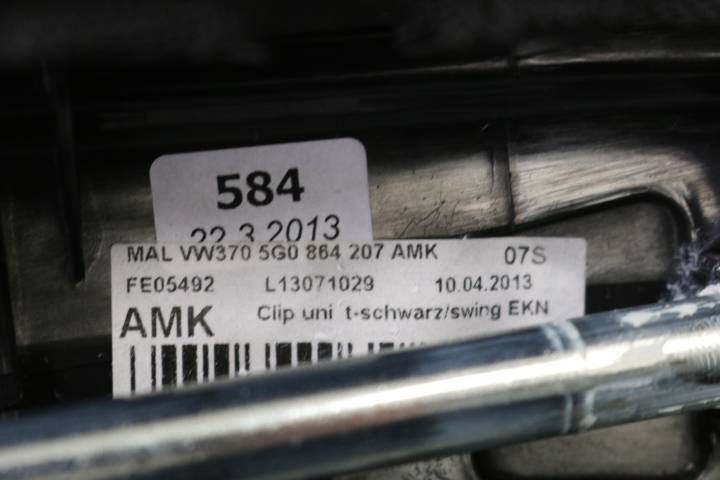 584
22.3.2013
MAL VW370 5G0 864 207 AMK 07S
FE05492 L13071029 10.04.2013
AMK Clip uni t-schwarz/swing EKN